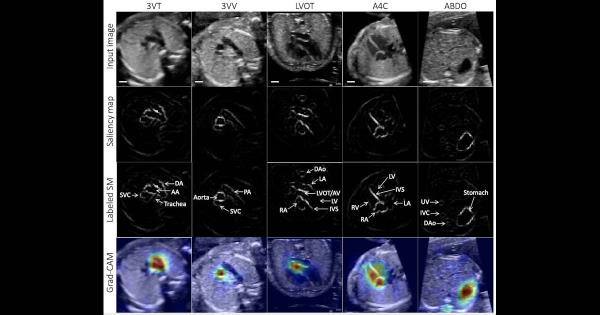 3VT
3VV
LVOT
A4C
ABDO
Input image
Saliency map
Labeled SM
SVC
DA
AA
Trachea
Aorta
PA
SVC
DAo
LA
LVOT/AV
LV
IVS
RA
LV
IVS
LA
RV
RA
Stomach
UV
IVC
DAo
Grad-CAM